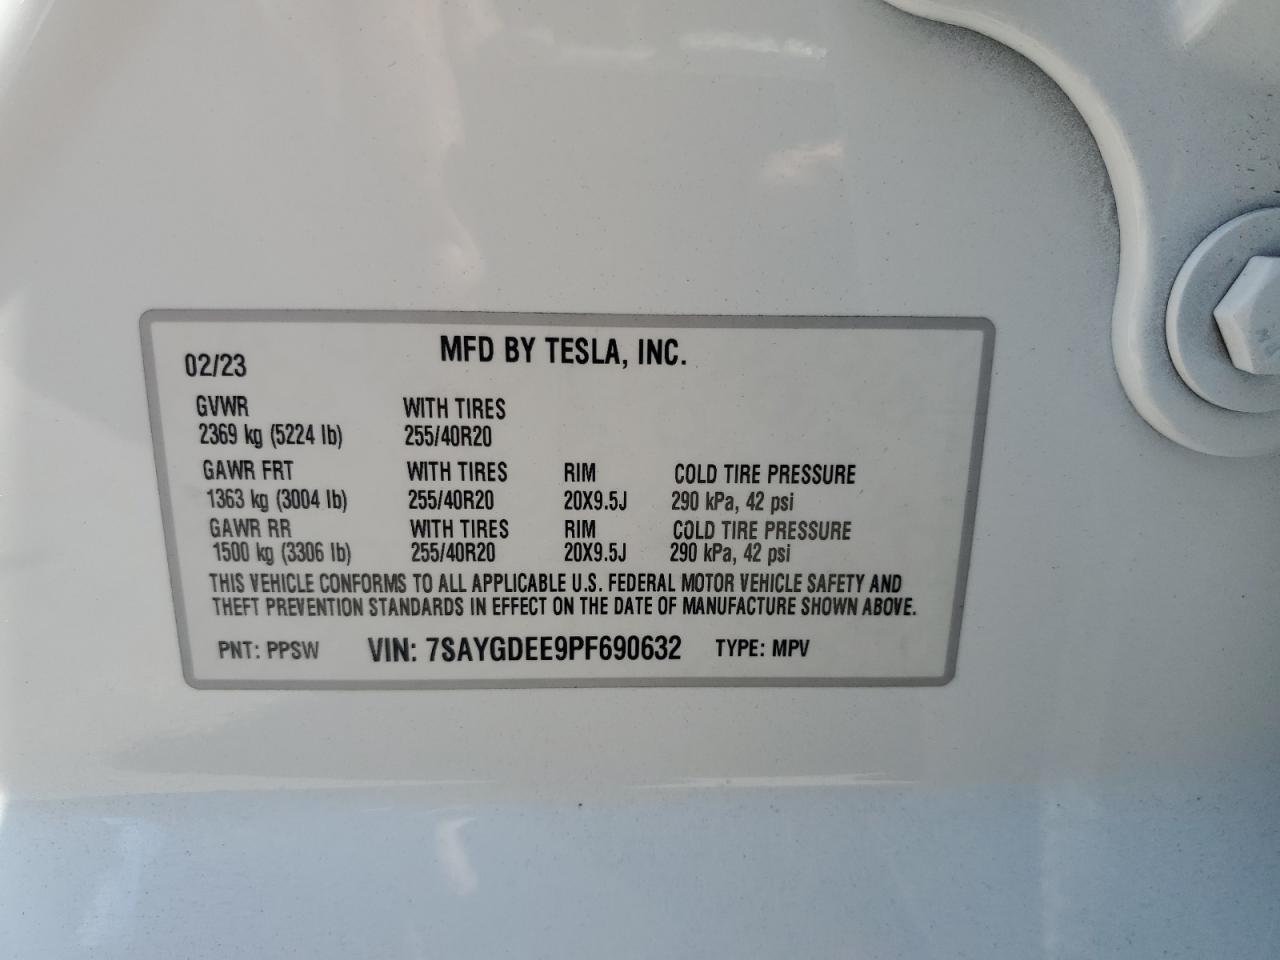 MFD BY TESLA, INC.
02/23
GVWR WITH TIRES
2369 kg (5224 lb) 255/40R20
GAWR FRT WITH TIRES RIM COLD TIRE PRESSURE
1363 kg (3004 lb) 255/40R20 20X9.5J 290 kPa, 42 psi
GAWR RR WITH TIRES RIM COLD TIRE PRESSURE
1500 kg (3306 lb) 255/40R20 20X9.5J 290 kPa, 42 psi
THIS VEHICLE CONFORMS TO ALL APPLICABLE U.S. FEDERAL MOTOR VEHICLE SAFETY AND
THEFT PREVENTION STANDARDS IN EFFECT ON THE DATE OF MANUFACTURE SHOWN ABOVE.
PNT: PPSW VIN: 7SAYGDEE9PF690632 TYPE: MPV